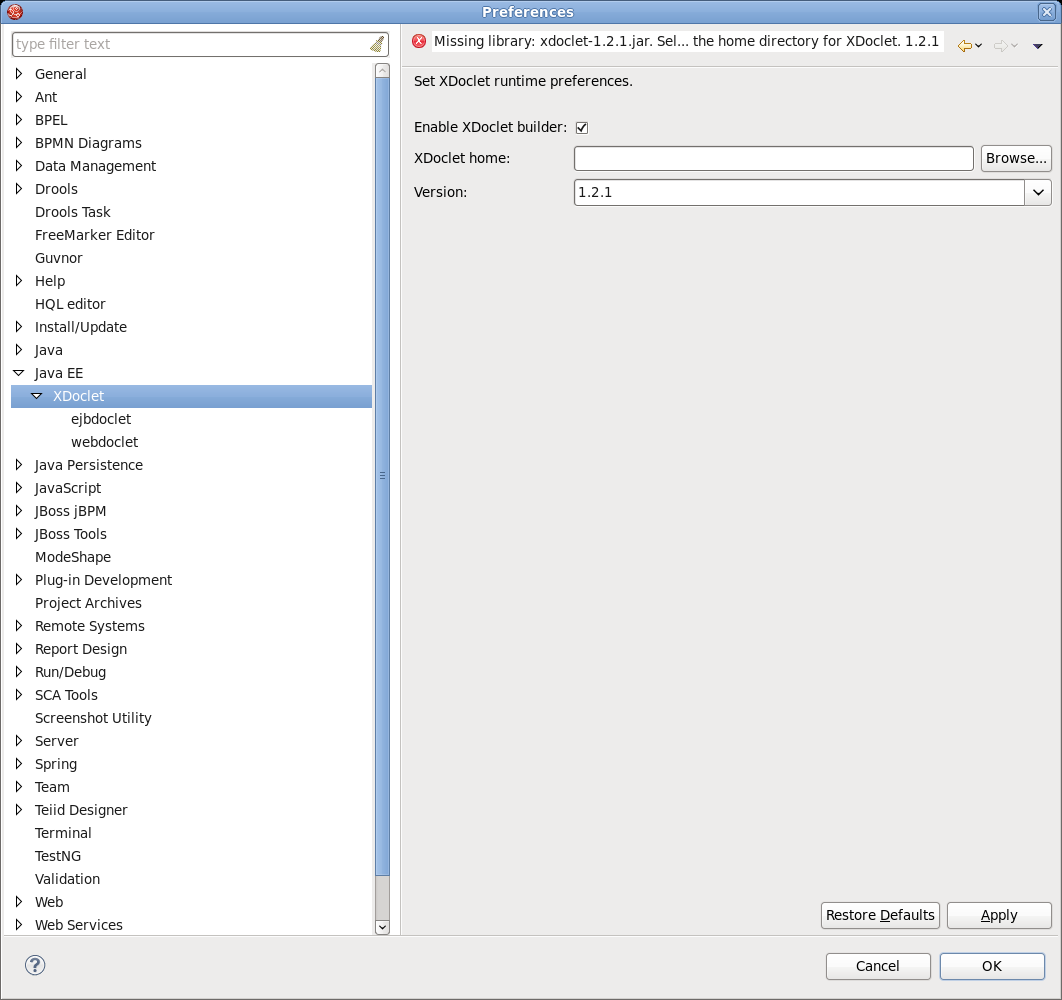 Preferences
type filter text
General
Ant
BPEL
BPMN Diagrams
Data Management
Drools
Drools Task
FreeMarker Editor
Guvnor
Help
HQL editor
Install/Update
Java
Java EE
XDoclet
ejbdoclet
webdoclet
Java Persistence
JavaScript
JBoss jBPM
JBoss Tools
ModeShape
Plug-in Development
Project Archives
Remote Systems
Report Design
Run/Debug
SCA Tools
Screenshot Utility
Server
Spring
Team
Teiid Designer
Terminal
TestNG
Validation
Web
Web Services
Missing library: xdoclet-1.2.1.jar. Sel... the home directory for XDoclet. 1.2.1
Set XDoclet runtime preferences.
Enable XDoclet builder:
XDoclet home:
Browse...
Version:
1.2.1
Restore Defaults
Apply
?
Cancel
OK